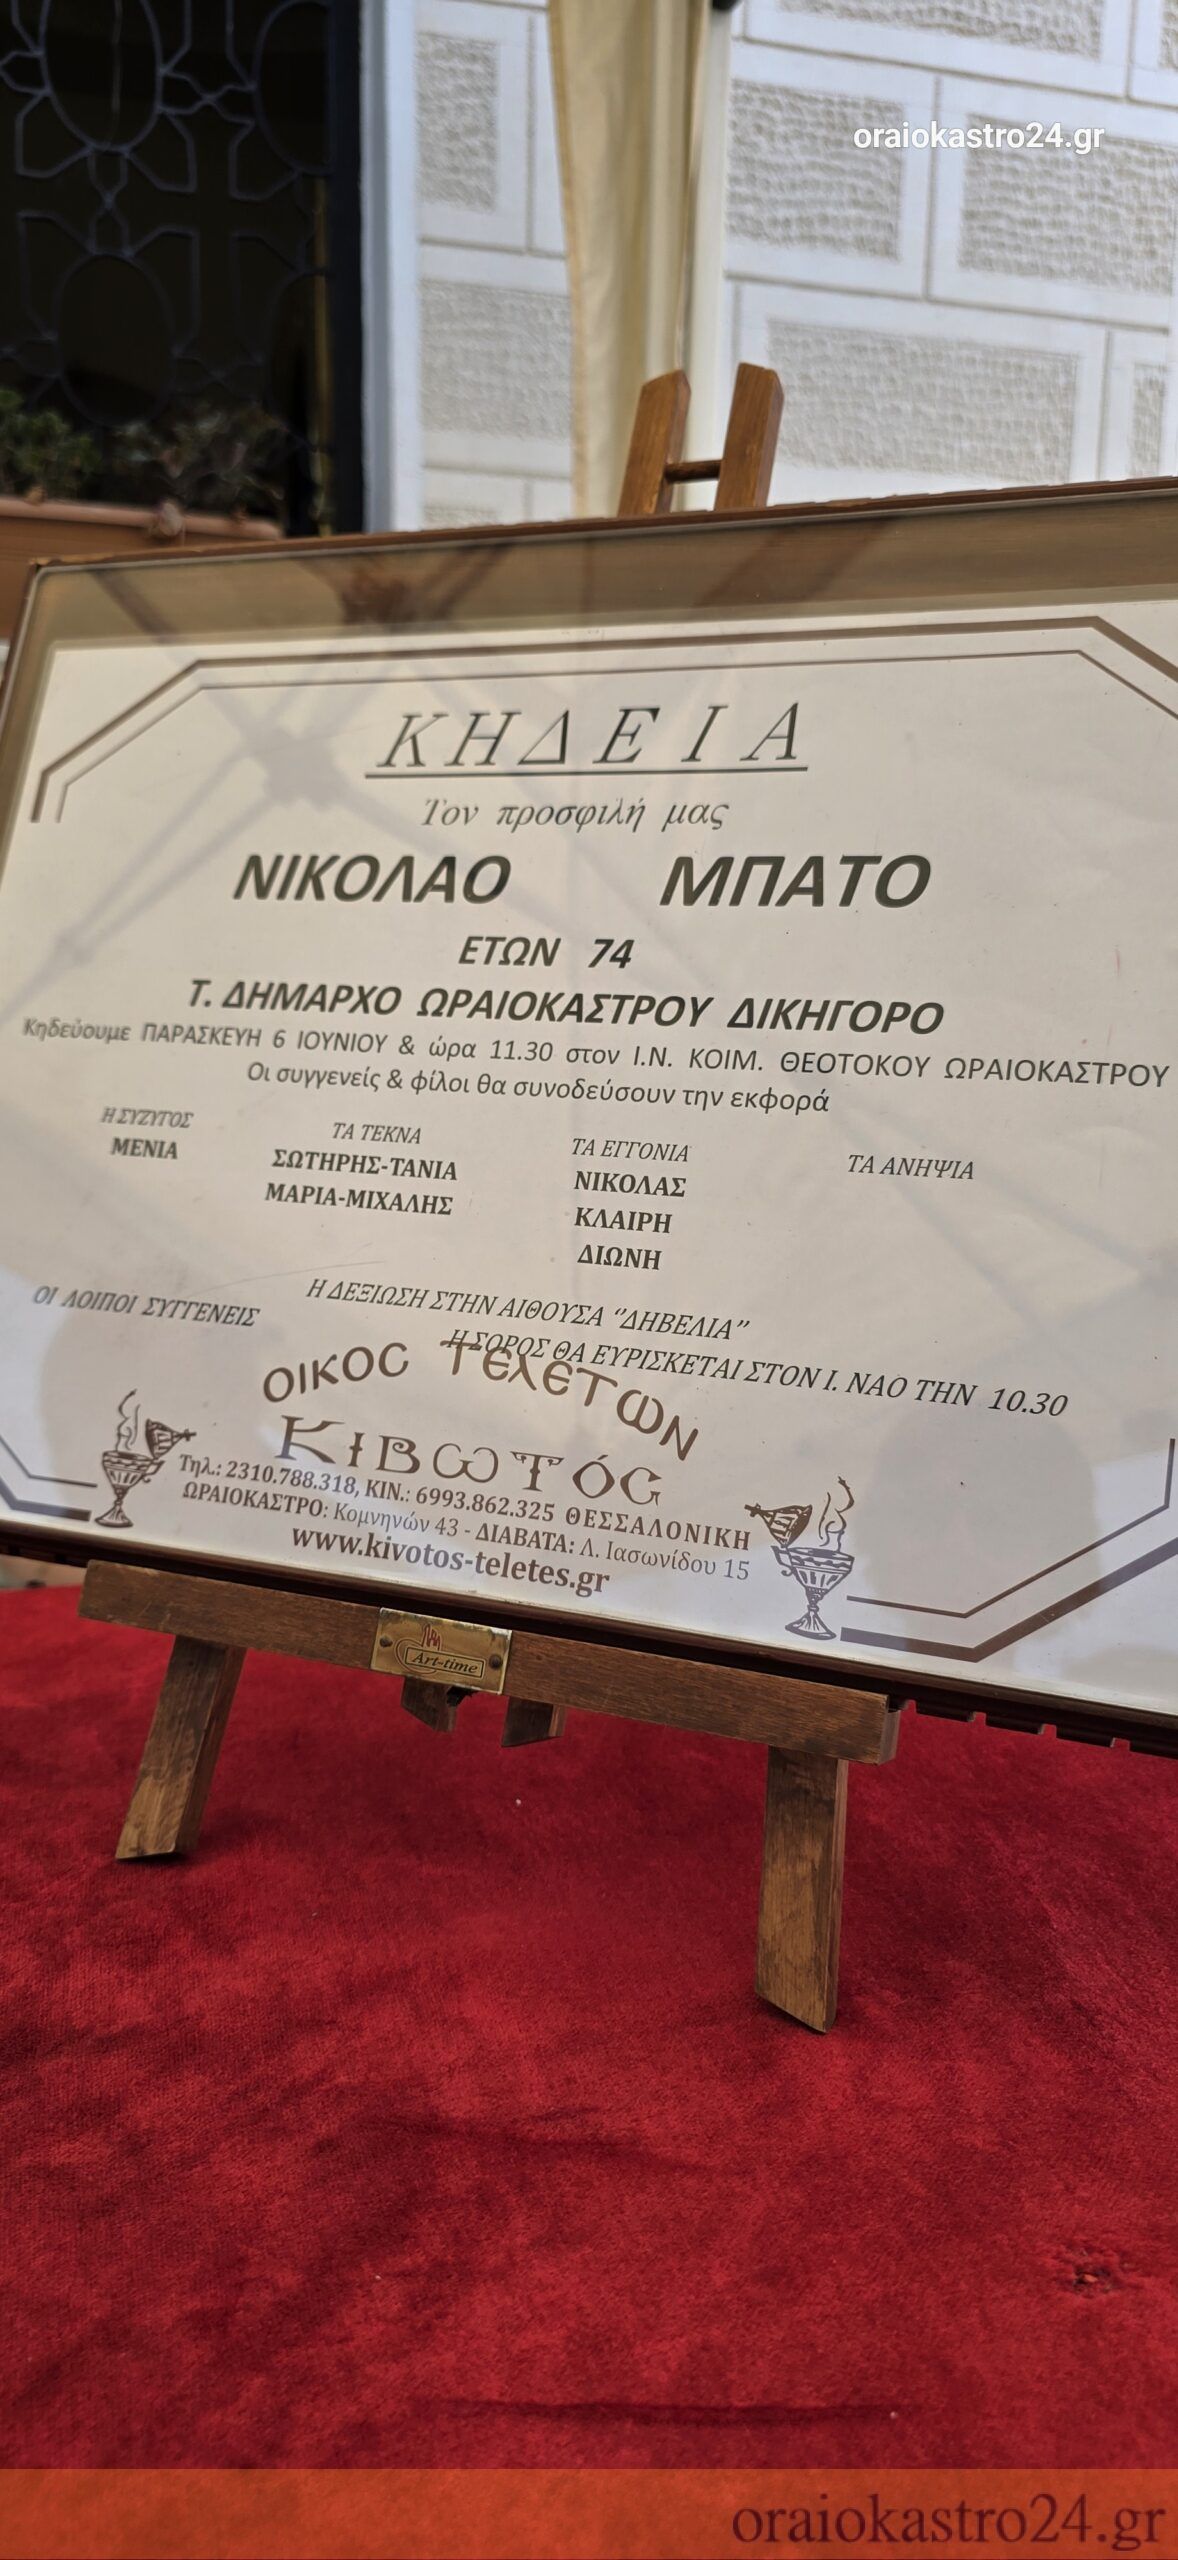 oraiokastro24.gr
ΚΗΔΕΙΑ
Τον προσφιλή μας
ΝΙΚΟΛΑΟ ΜΠΑΤΟ
ΕΤΩΝ 74
Τ. ΔΗΜΑΡΧΟ ΩΡΑΙΟΚΑΣΤΡΟΥ ΔΙΚΗΓΟΡΟ
Κηδεύουμε ΠΑΡΑΣΚΕΥΗ 6 ΙΟΥΝΙΟΥ & ώρα 11.30 στον Ι.Ν. ΚΟΙΜ. ΘΕΟΤΟΚΟΥ ΩΡΑΙΟΚΑΣΤΡΟΥ
Οι συγγενείς & φίλοι θα συνοδεύσουν την εκφορά
Η ΣΥΖΥΓΟΣ
ΜΕΝΙΑ
ΤΑ ΤΕΚΝΑ
ΣΩΤΗΡΗΣ-ΤΑΝΙΑ
ΜΑΡΙΑ-ΜΙΧΑΛΗΣ
ΤΑ ΕΓΓΟΝΙΑ
ΝΙΚΟΛΑΣ
ΚΛΑΙΡΗ
ΔΙΩΝΗ
ΤΑ ΑΝΗΨΙΑ
ΟΙ ΛΟΙΠΟΙ ΣΥΓΓΕΝΕΙΣ
Η ΔΕΞΙΩΣΗ ΣΤΗΝ ΑΙΘΟΥΣΑ ‘’ΔΗΒΕΛΙΑ’’
Η ΣΟΡΟΣ ΘΑ ΕΥΡΙΣΚΕΤΑΙ ΣΤΟΝ Ι. ΝΑΟ ΤΗΝ 10.30
ΟΙΚΟΣ ΤΕΛΕΤΩΝ
ΚΙΒΩΤΌΣ
Τηλ.: 2310.788.318, ΚΙΝ.: 6993.862.325 ΘΕΣΣΑΛΟΝΙΚΗ
ΩΡΑΙΟΚΑΣΤΡΟ: Κομνηνών 43 - ΔΙΑΒΑΤΑ: Λ. Ιασωνίδου 15
www.kivotos-teletes.gr
Art-time
oraiokastro24.gr